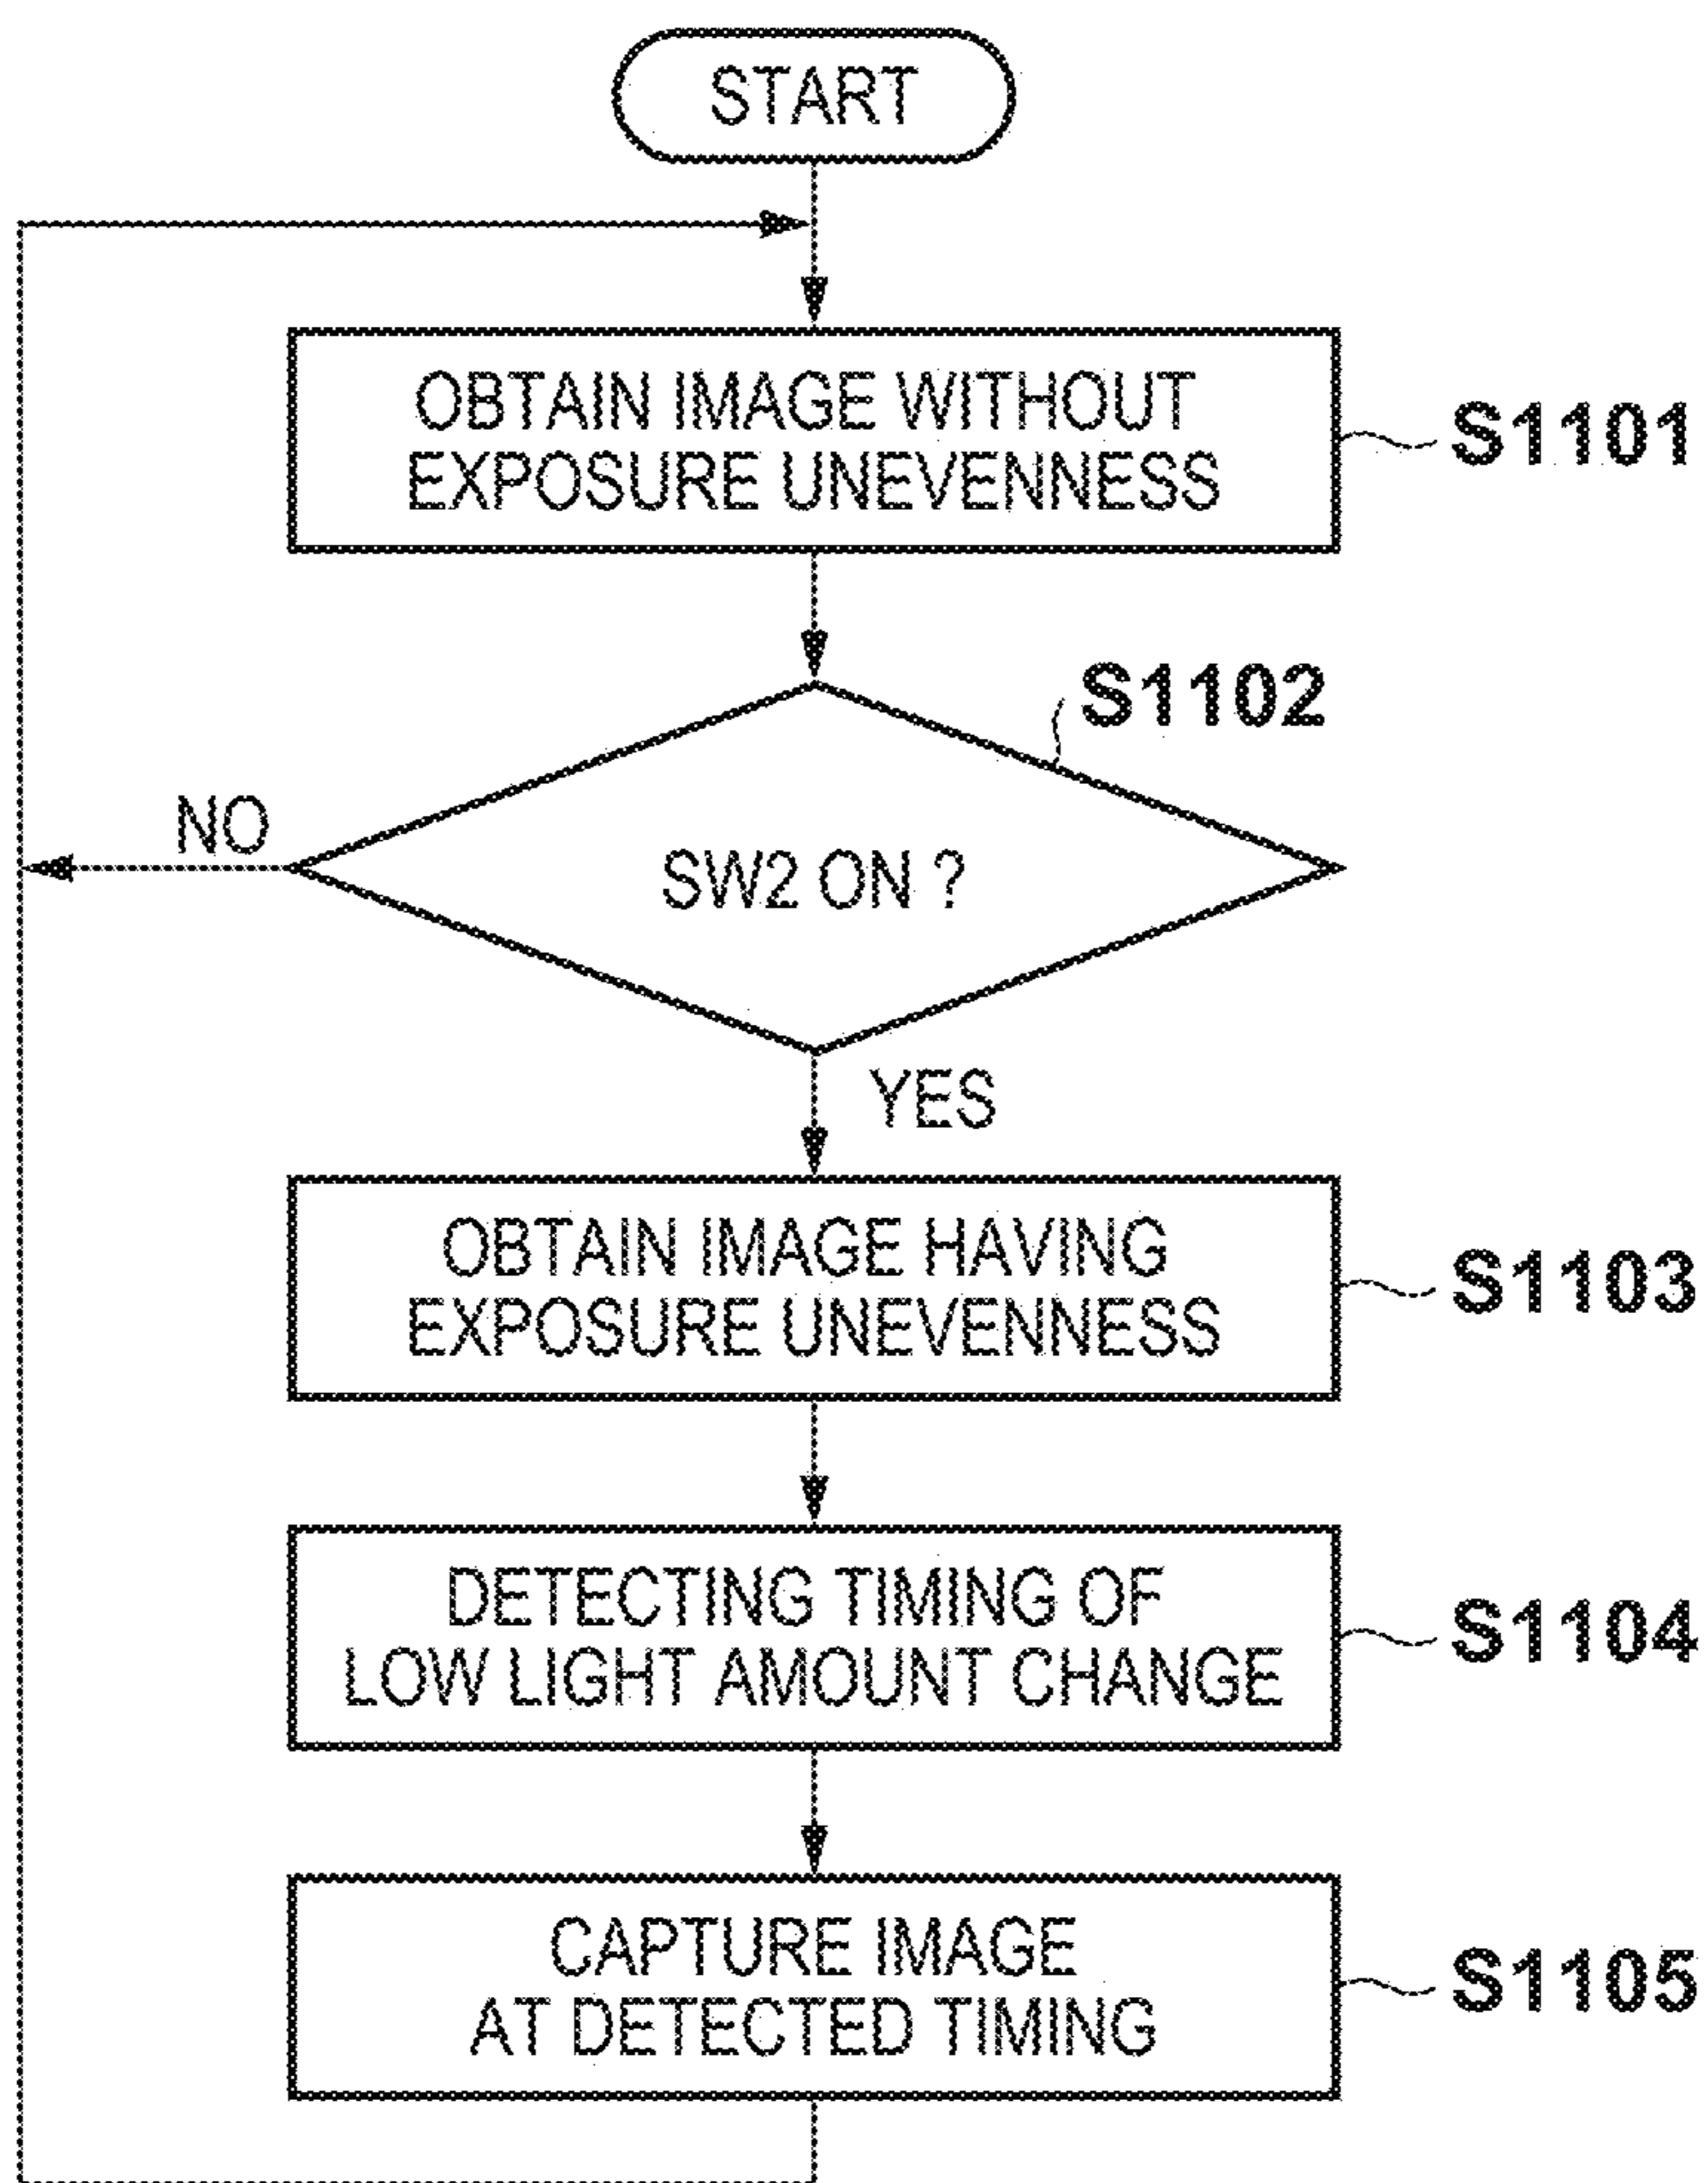 START
OBTAIN IMAGE WITHOUT
EXPOSURE UNEVENNESS
S1101
S1102
NO
SW2 ON ?
YES
OBTAIN IMAGE HAVING
EXPOSURE UNEVENNESS
S1103
DETECTING TIMING OF
LOW LIGHT AMOUNT CHANGE
S1104
CAPTURE IMAGE
AT DETECTED TIMING
S1105